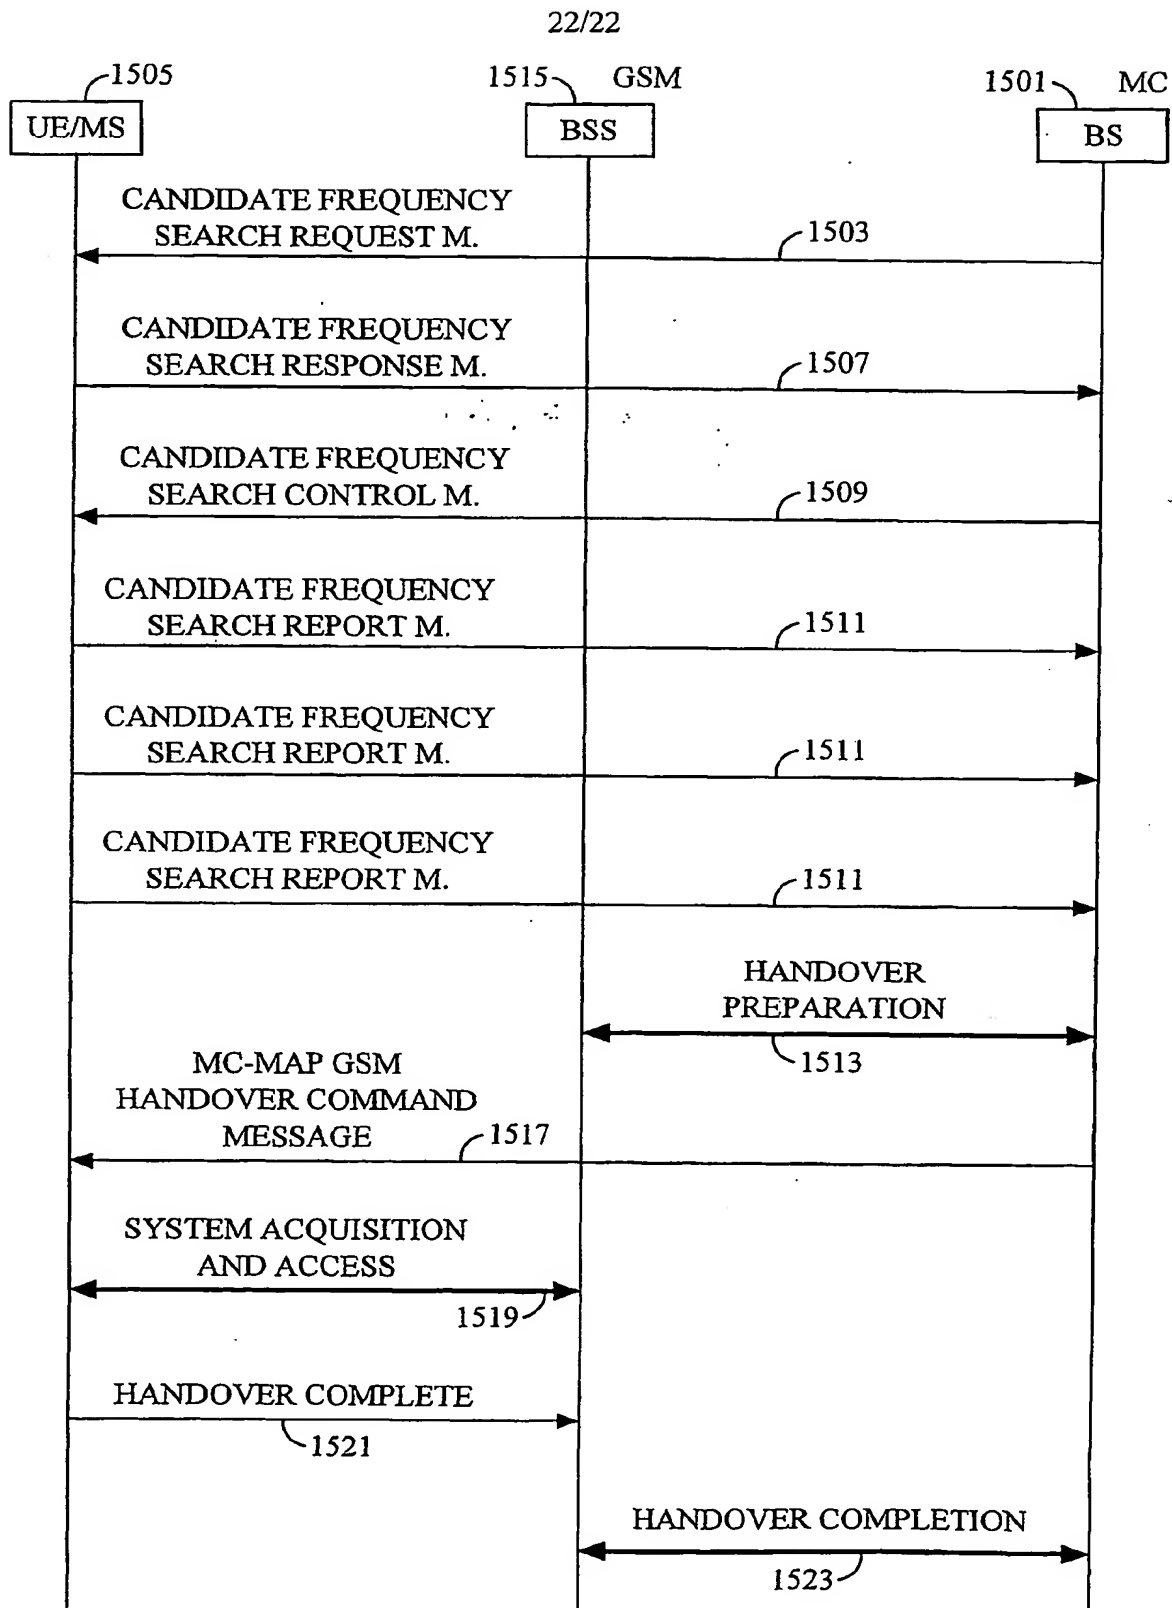 22/22
1505
1515
GSM
1501
MC
UE/MS
BSS
BS
CANDIDATE FREQUENCY
SEARCH REQUEST M.
1503
CANDIDATE FREQUENCY
SEARCH RESPONSE M.
1507
CANDIDATE FREQUENCY
SEARCH CONTROL M.
1509
CANDIDATE FREQUENCY
SEARCH REPORT M.
1511
CANDIDATE FREQUENCY
SEARCH REPORT M.
1511
CANDIDATE FREQUENCY
SEARCH REPORT M.
1511
HANDOVER
PREPARATION
1513
MC-MAP GSM
HANDOVER COMMAND
MESSAGE
1517
SYSTEM ACQUISITION
AND ACCESS
1519
HANDOVER COMPLETE
1521
HANDOVER COMPLETION
1523